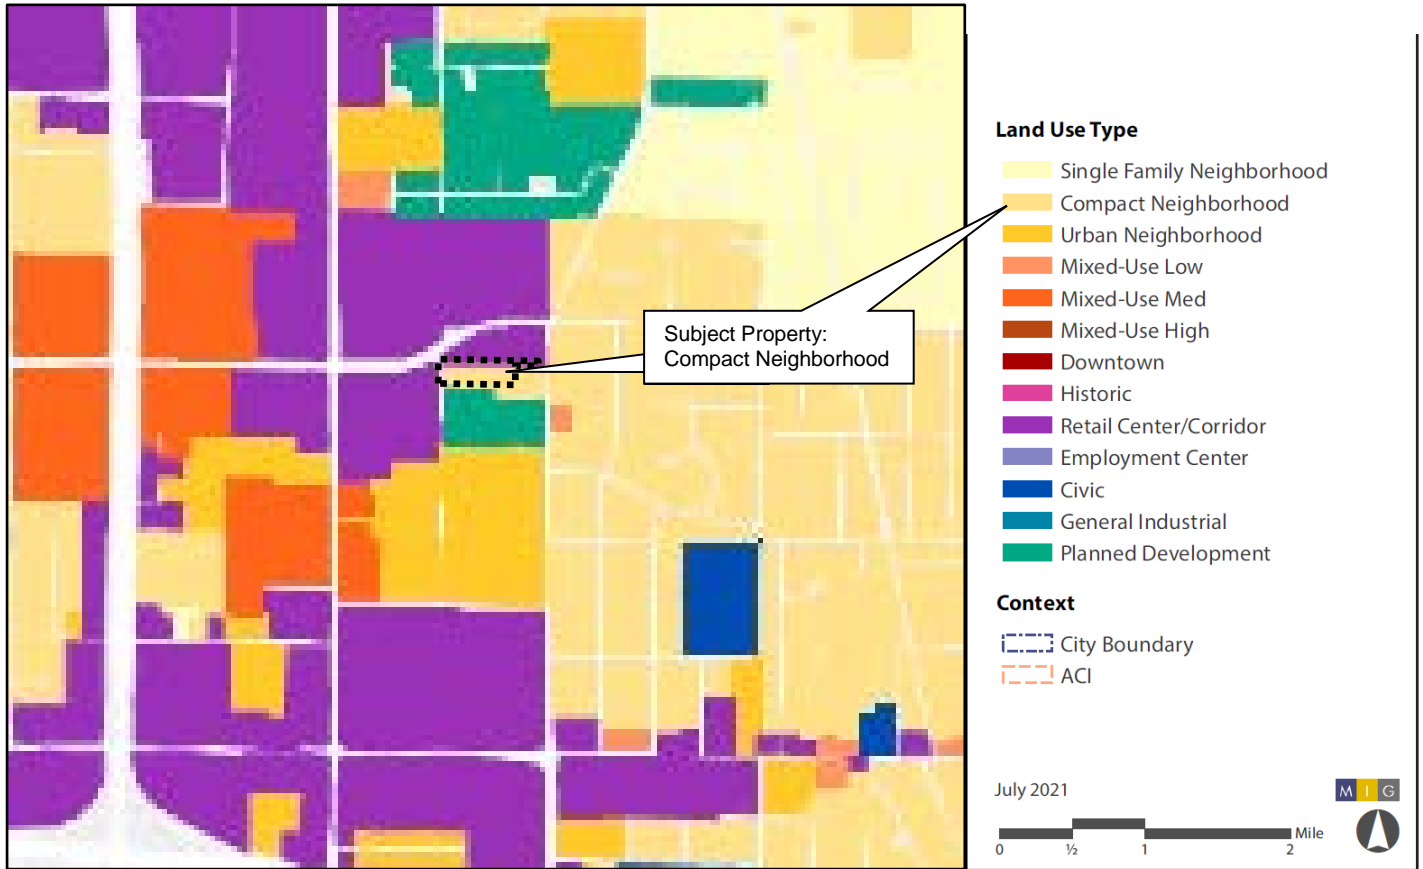 Subject Property:
Compact Neighborhood
Land Use Type
Single Family Neighborhood
Compact Neighborhood
Urban Neighborhood
Mixed-Use Low
Mixed-Use Med
Mixed-Use High
Downtown
Historic
Retail Center/Corridor
Employment Center
Civic
General Industrial
Planned Development
Context
City Boundary
ACI
July 2021
M I G
Mile
0 ½ 1 2